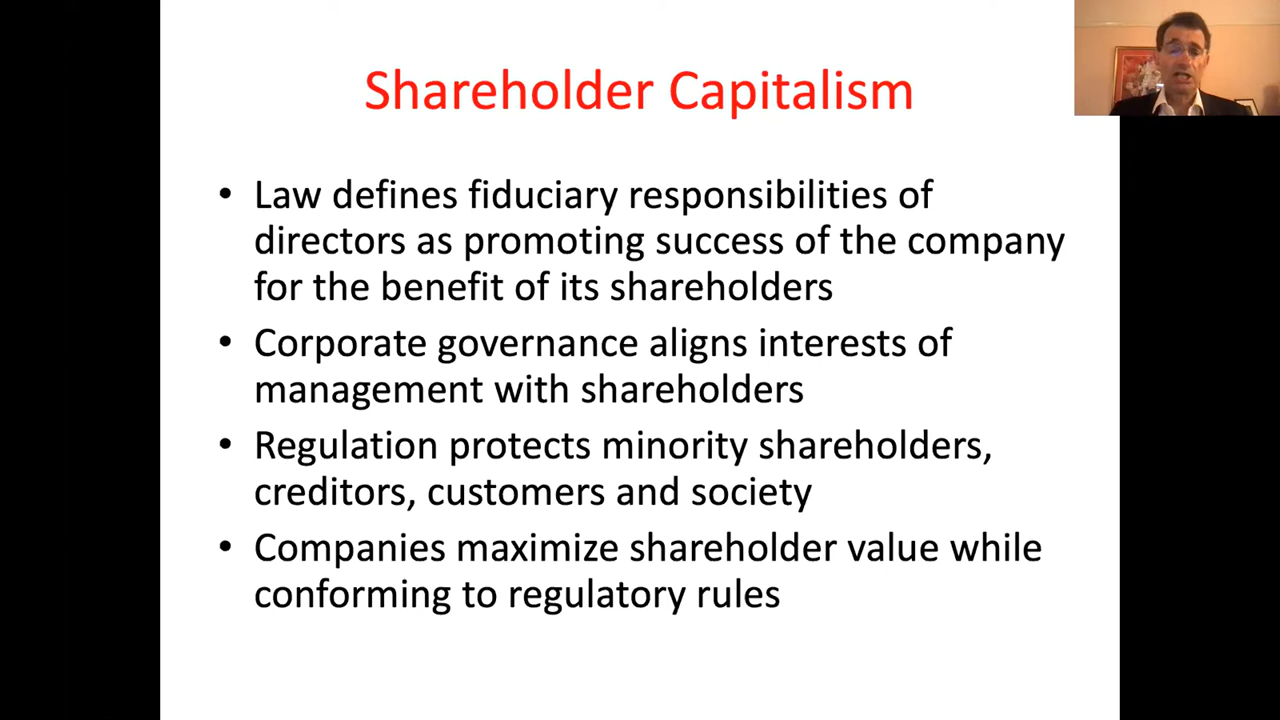 Shareholder Capitalism
• Law defines fiduciary responsibilities of
directors as promoting success of the company
for the benefit of its shareholders
• Corporate governance aligns interests of
management with shareholders
• Regulation protects minority shareholders,
creditors, customers and society
• Companies maximize shareholder value while
conforming to regulatory rules